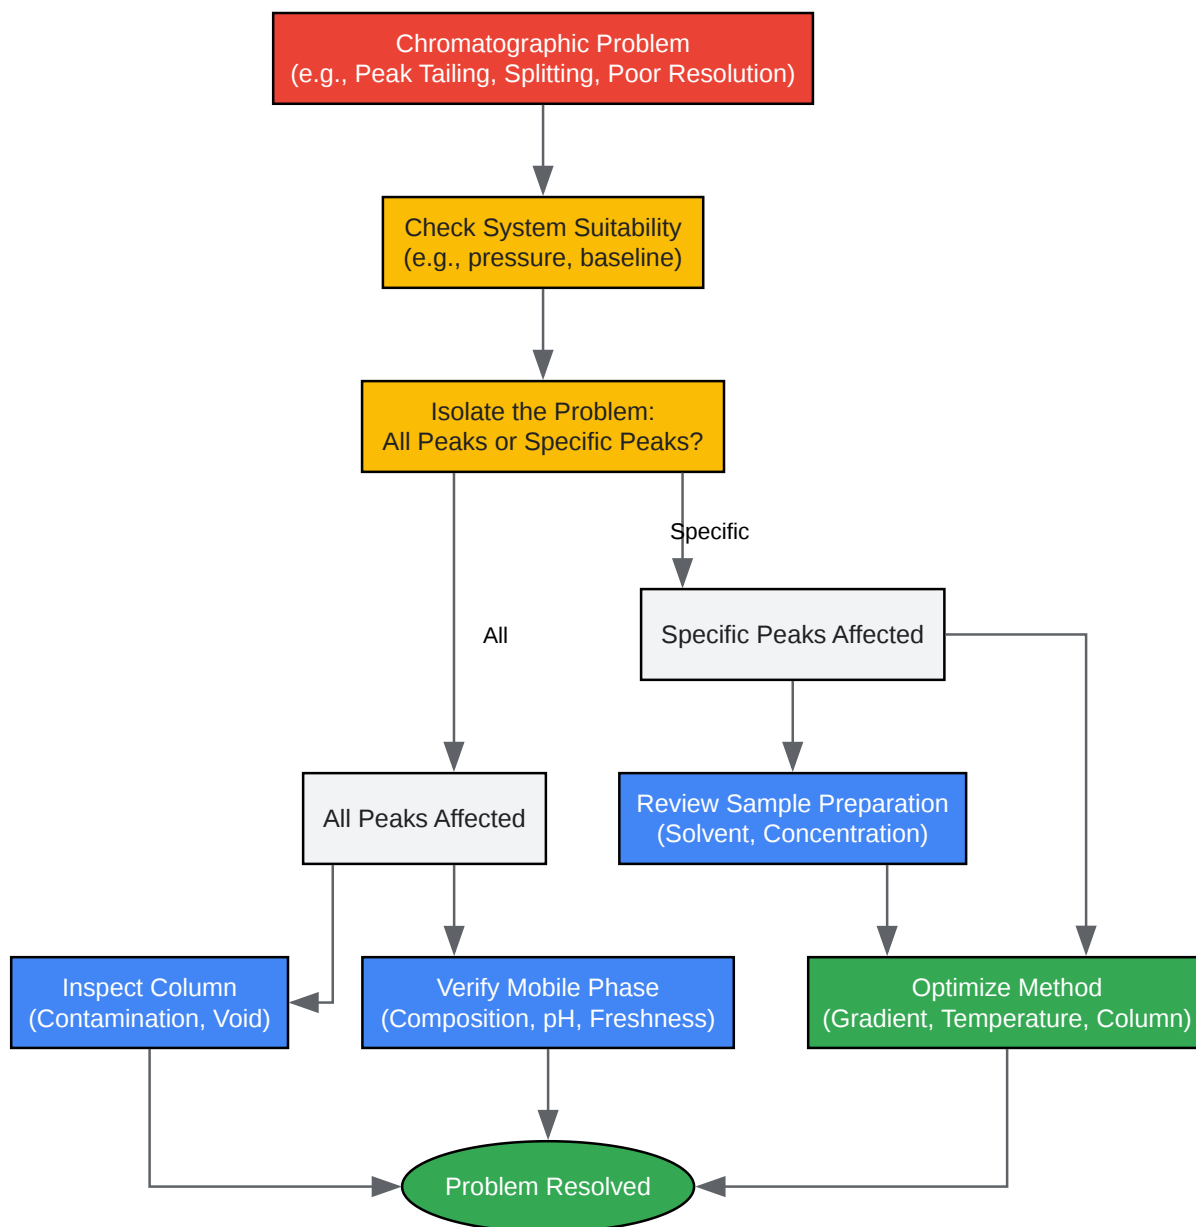 Chromatographic Problem
(e.g., Peak Tailing, Splitting, Poor Resolution)
Check System Suitability
(e.g., pressure, baseline)
Isolate the Problem:
All Peaks or Specific Peaks?
Specific
Specific Peaks Affected
All
All Peaks Affected
Review Sample Preparation
(Solvent, Concentration)
Inspect Column
(Contamination, Void)
Verify Mobile Phase
(Composition, pH, Freshness)
Optimize Method
(Gradient, Temperature, Column)
Problem Resolved